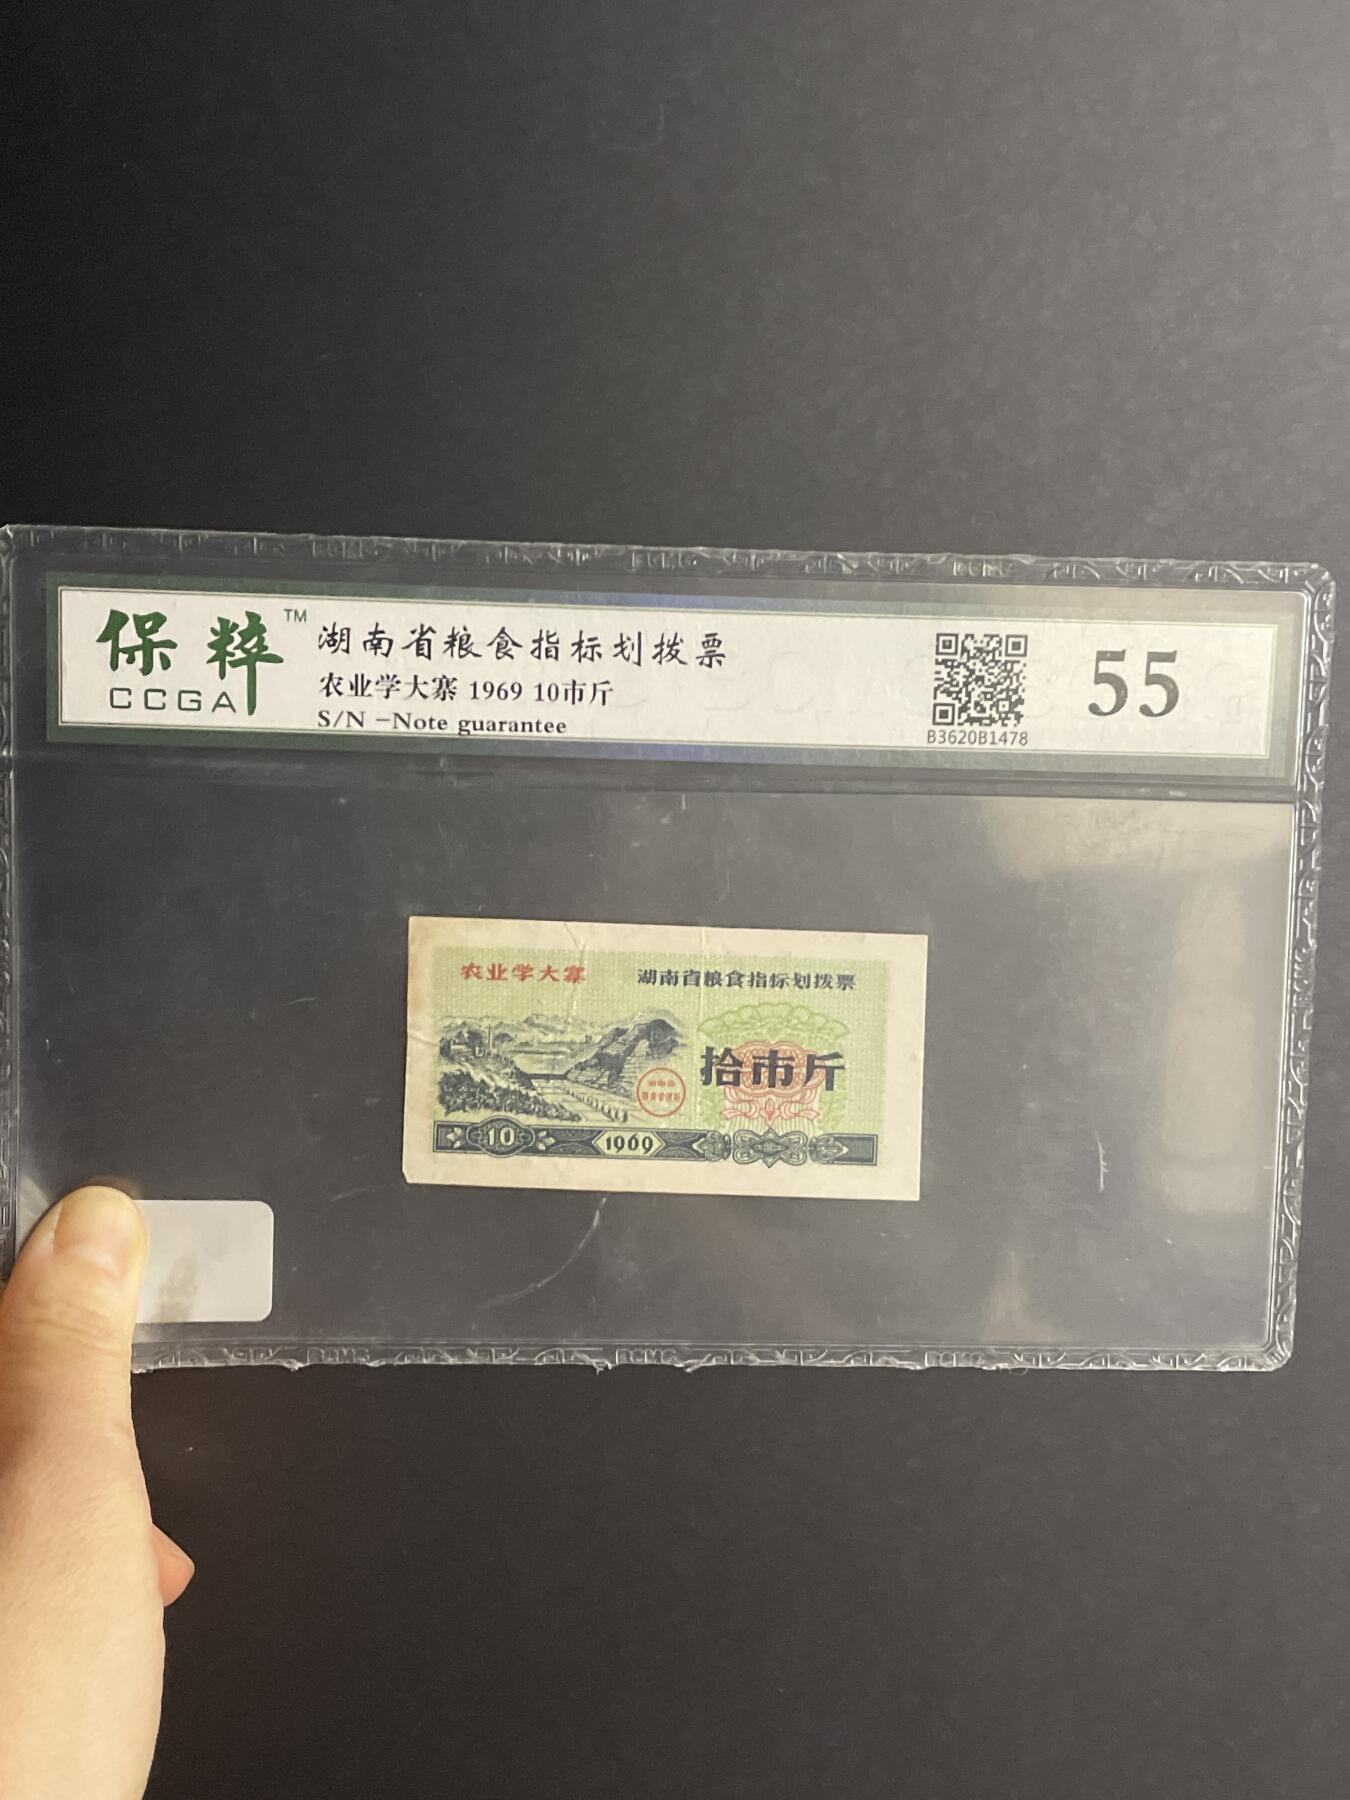 保粹™
CCGA
湖南省粮食指标划拨票
农业学大寨 1969 10市斤
S/N -Note guarantee
B3620B1478
55
农业学大寨
湖南省粮食指标划拨票
拾市斤
10
1969